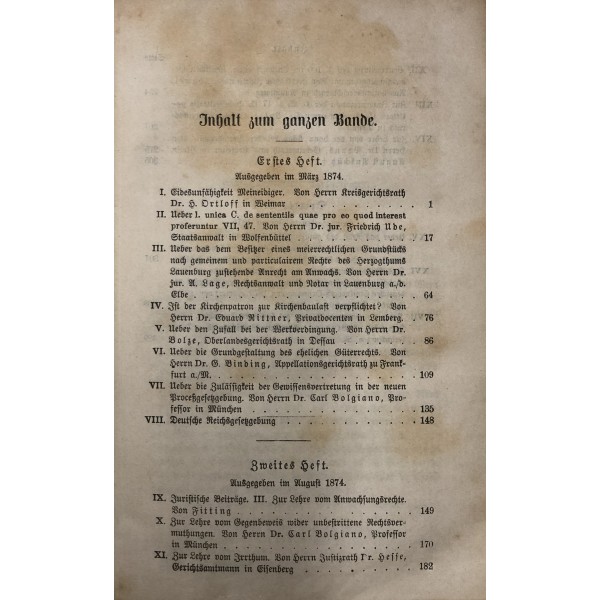 Inhalt zum ganzen Bande.
Erstes Heft.
Ausgegeben im März 1874.
I. Eidesunfähigkeit Meineidiger. Von Herrn Kreisgerichtsrath
Dr. H. Ortloff in Weimar . . . . . . . . . . 1
II. Ueber l. unica C. de sententiis quae pro eo quod interest
proferuntur VII, 47. Von Herrn Dr. jur. Friedrich Ude,
Staatsanwalt in Wolfenbüttel . . . . . . . . . . 17
III. Ueber das dem Besitzer eines meierrechtlichen Grundstücks
nach gemeinem und particulairem Rechte des Herzogthums
Lauenburg zustehende Anrecht am Anwachs. Von Herrn Dr.
jur. A. Lage, Rechtsanwalt und Notar in Lauenburg a./d.
Elbe . . . . . . . . . . 64
IV. Ist der Kirchenpatron zur Kirchenbaulast verpflichtet? Von
Herrn Dr. Eduard Rittner, Privatdocenten in Lemberg. . 76
V. Ueber den Zufall bei der Werkverdingung. Von Herrn Dr.
Bolze, Oberlandesgerichtsrath in Dessau . . . . . . 86
VI. Ueber die Grundgestaltung des ehelichen Güterrechts. Von
Herrn Dr. G. Binding, Appellationsgerichtsrath zu Frank-
furt a./M. . . . . . . . . . . 109
VII. Ueber die Zulässigkeit der Gewissensvertretung in der neuen
Proceßgesetzgebung. Von Herrn Dr. Carl Bolgiano, Pro-
fessor in München . . . . . . . . . . 135
VIII. Deutsche Reichsgesetzgebung . . . . . . . . . . 148
Zweites Heft.
Ausgegeben im August 1874.
IX. Juristische Beiträge. III. Zur Lehre vom Anwachsungsrechte.
Von Fitting . . . . . . . . . . 149
X. Zur Lehre vom Gegenbeweis wider unbestrittene Rechtsver-
muthungen. Von Herrn Dr. Carl Bolgiano, Professor
in München . . . . . . . . . . 170
XI. Zur Lehre vom Irrthum. Von Herrn Justizrath Dr. Hesse,
Gerichtsamtmann in Eisenberg . . . . . . . . . . 182